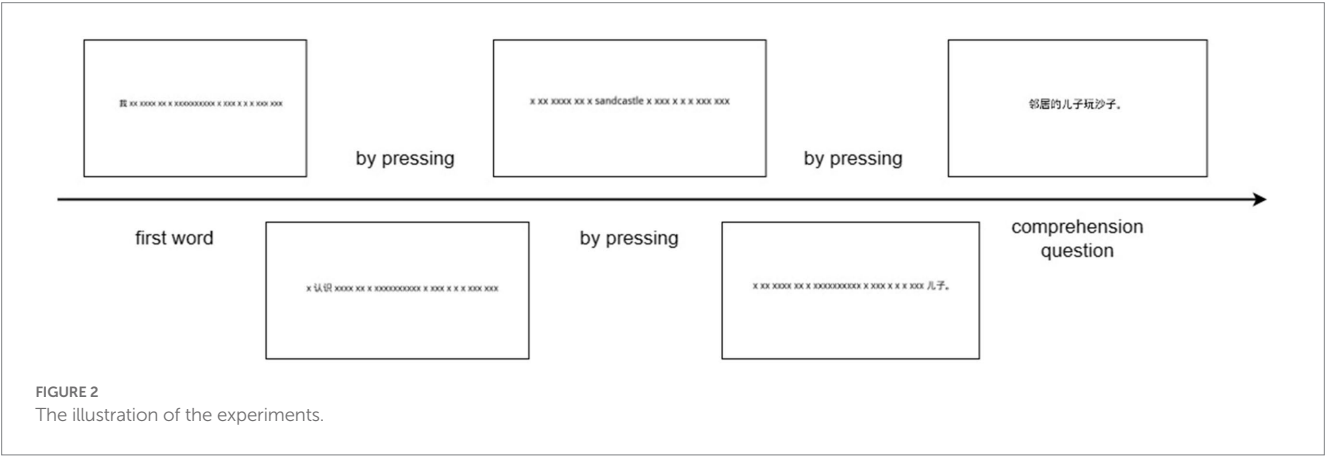 我 xx xxxx xx x xxxxxxxxxx x xxx x x x xxx xxx
x xx xxxx xx x sandcastle x xxx x x x xxx xxx
邻居的儿子玩沙子。
by pressing
by pressing
first word
by pressing
comprehension
question
x 认识 xxxx xx x xxxxxxxxxx x xxx x x x xxx xxx
x xx xxxx xx x xxxxxxxxxx x xxx x x x xxx 儿子。
FIGURE 2
The illustration of the experiments.